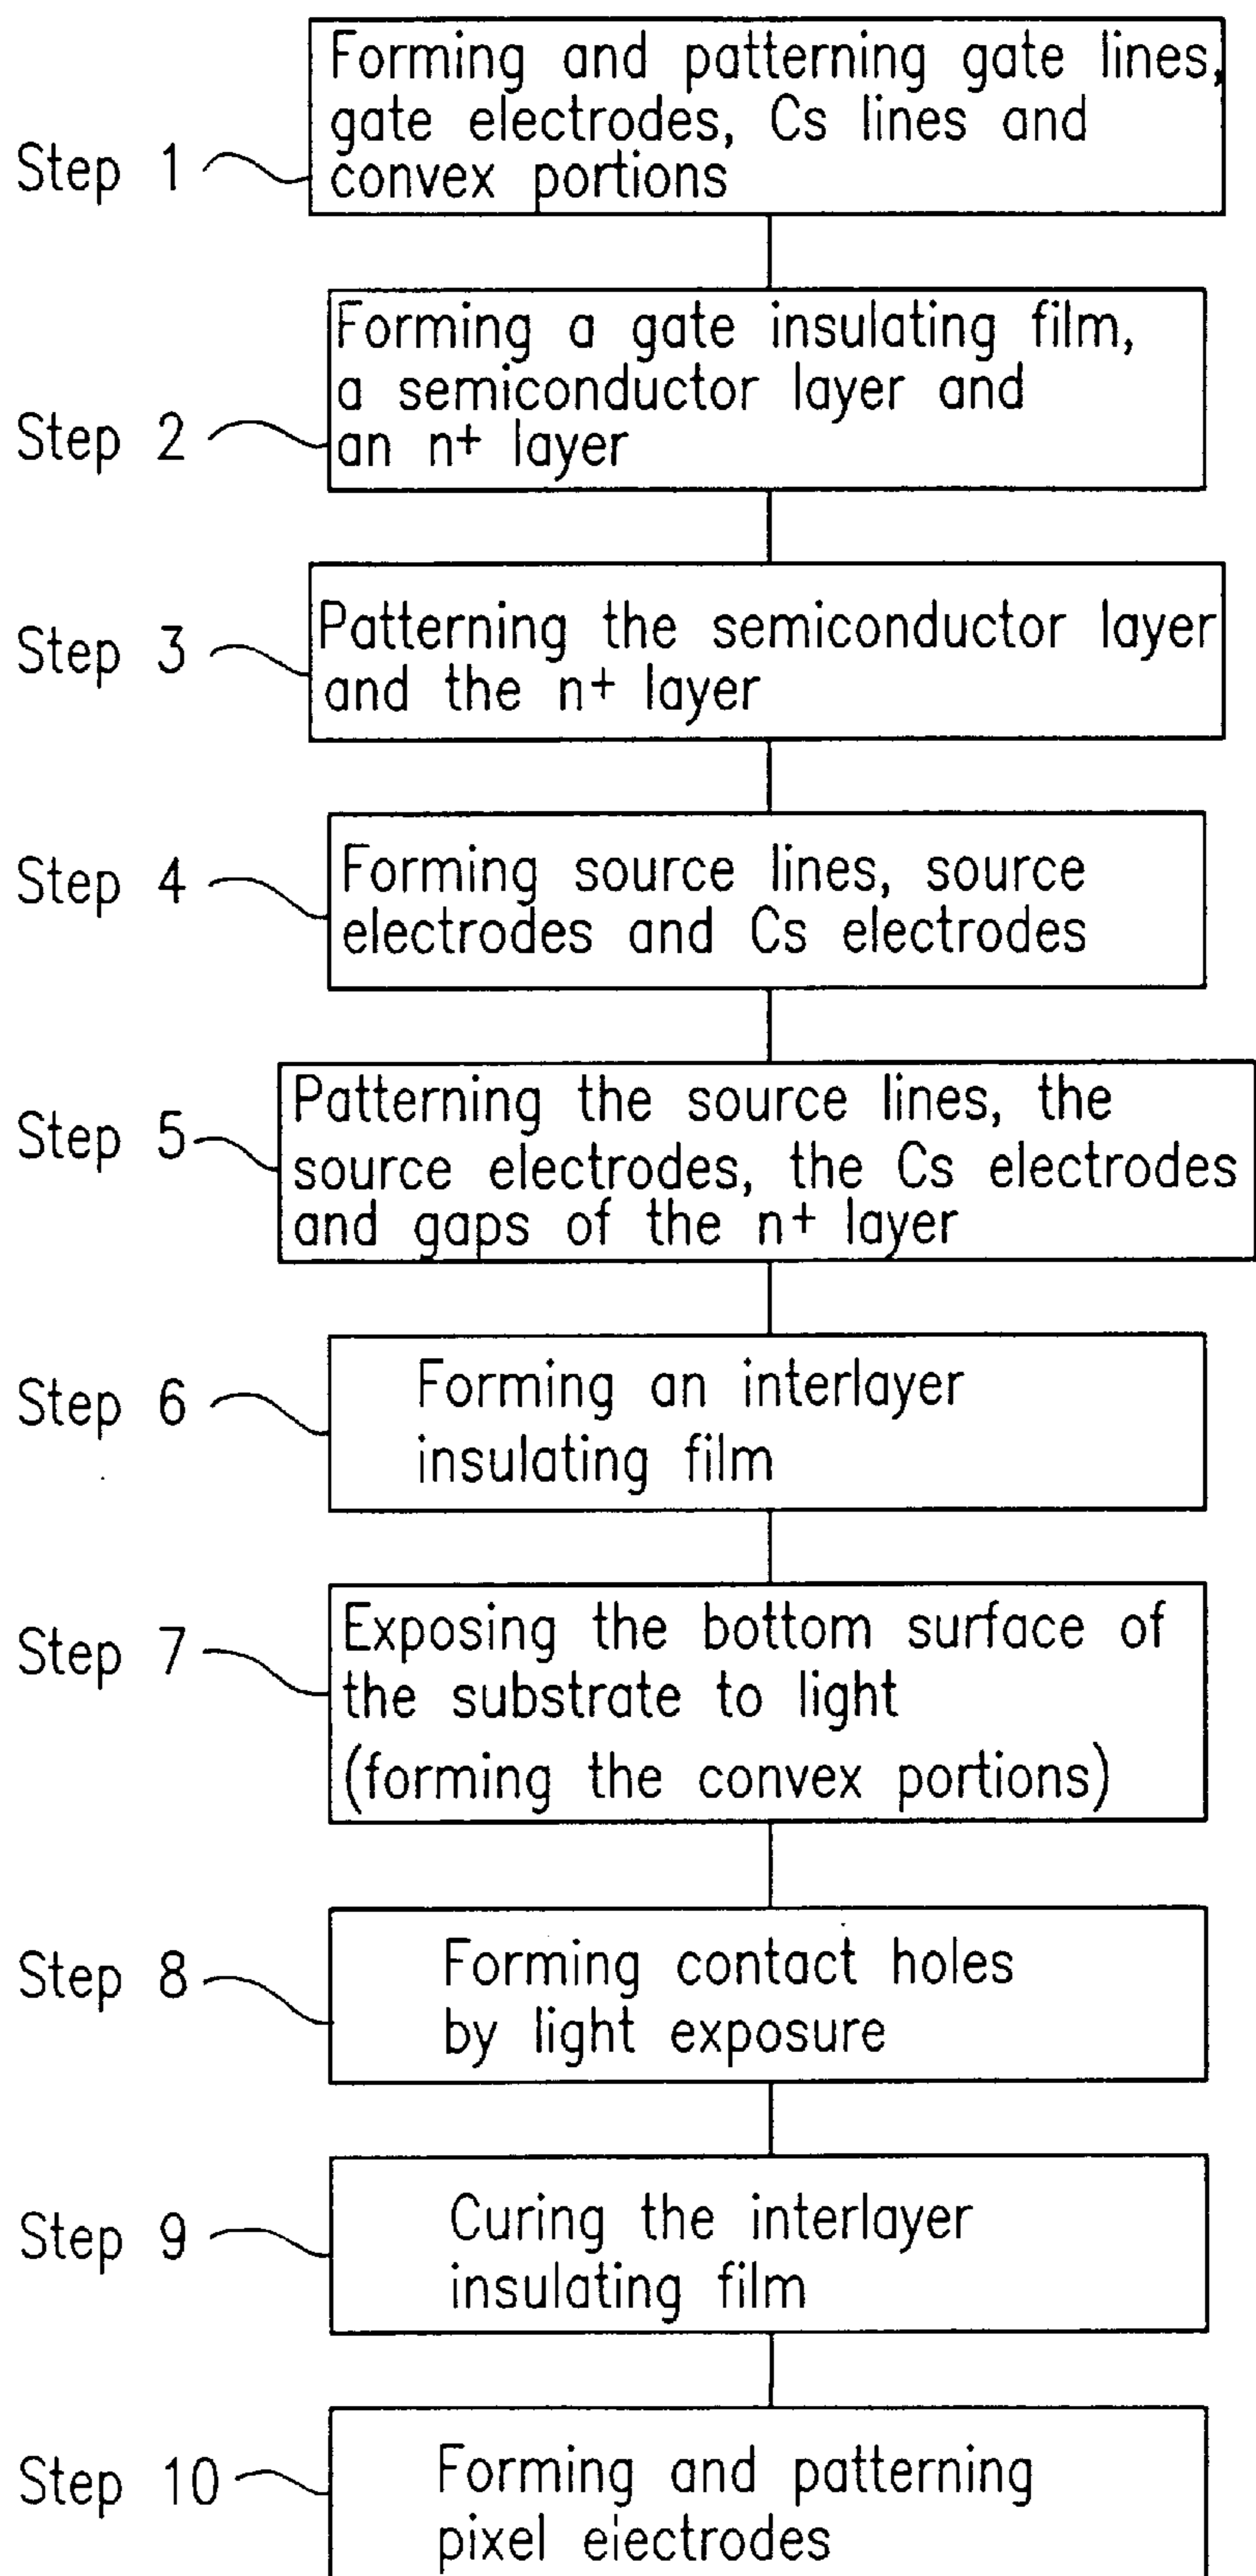 Step 1
Forming and patterning gate lines,
gate electrodes, Cs lines and
convex portions
Step 2
Forming a gate insulating film,
a semiconductor layer and
an n+ layer
Step 3
Patterning the semiconductor layer
and the n+ layer
Step 4
Forming source lines, source
electrodes and Cs electrodes
Step 5
Patterning the source lines, the
source electrodes, the Cs electrodes
and gaps of the n+ layer
Step 6
Forming an interlayer
insulating film
Step 7
Exposing the bottom surface of
the substrate to light
(forming the convex portions)
Step 8
Forming contact holes
by light exposure
Step 9
Curing the interlayer
insulating film
Step 10
Forming and patterning
pixel electrodes